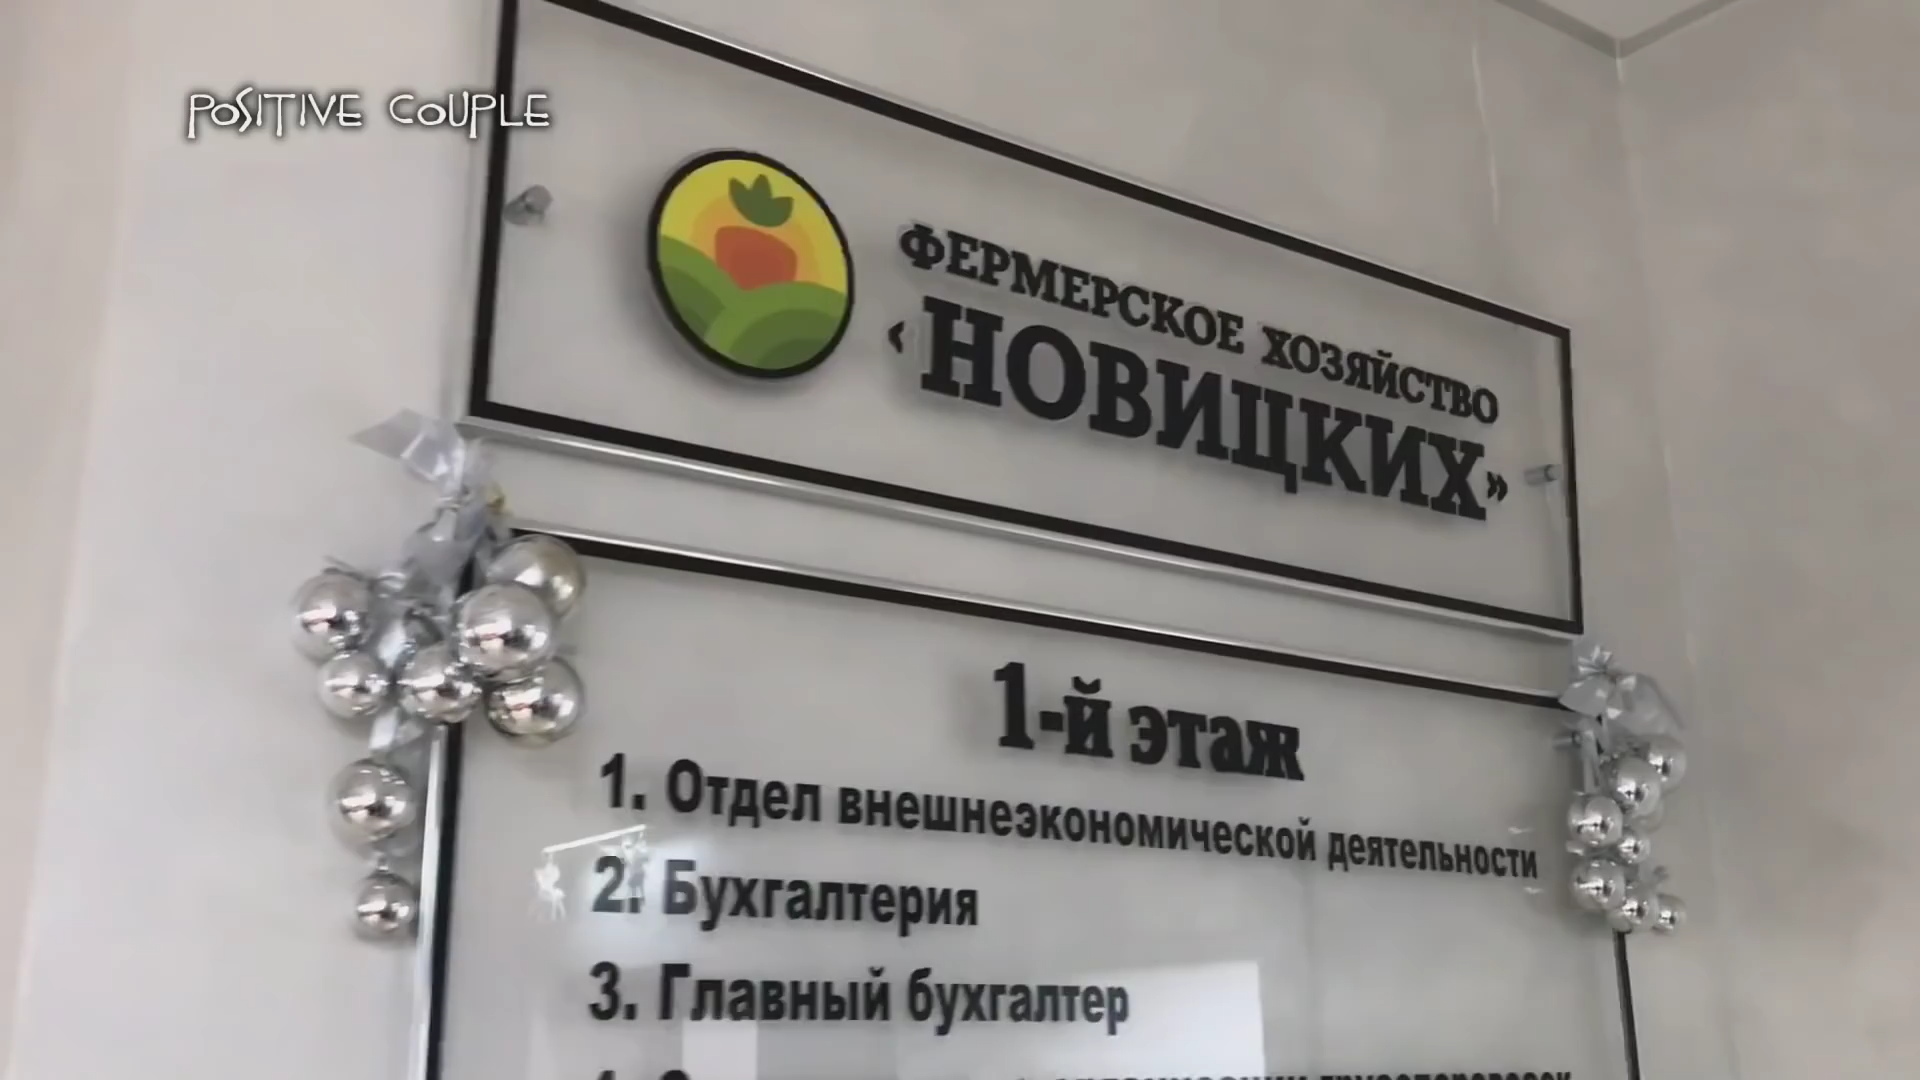 POSITIVE COUPLE
ФЕРМЕРСКОЕ ХОЗЯЙСТВО
«НОВИЦКИХ»
1-й этаж
1. Отдел внешнеэкономической деятельности
2. Бухгалтерия
3. Главный бухгалтер